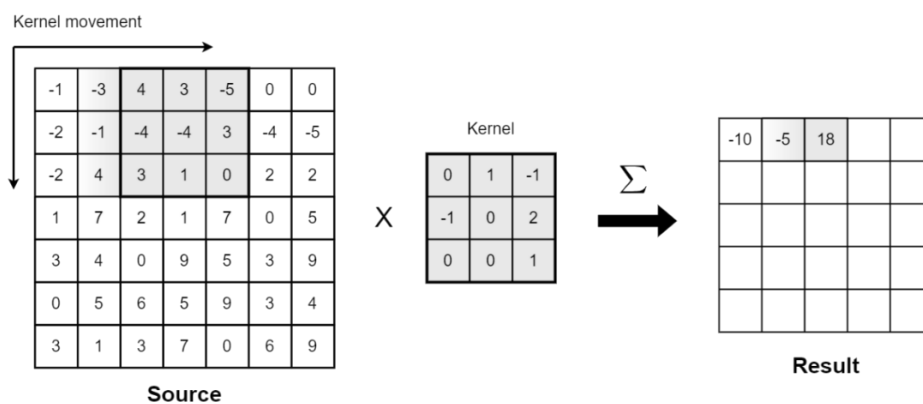 Kernel movement
-1 -3 4 3 -5 0 0
-2 -1 -4 -4 3 -4 -5
-2 4 3 1 0 2 2
1 7 2 1 7 0 5
3 4 0 9 5 3 9
0 5 6 5 9 3 4
3 1 3 7 0 6 9
Source
X
Kernel
0 1 -1
-1 0 2
0 0 1
∑
-10 -5 18
Result